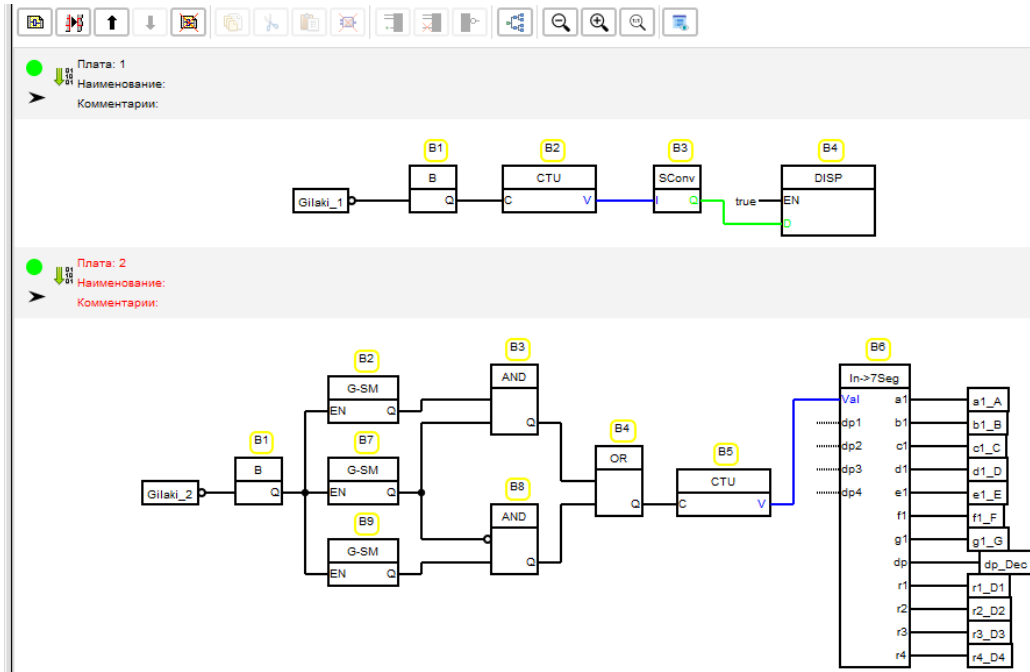 Плата: 1
Наименование:
Комментарии:
B1 B2 B3 B4
B CTU SConv DISP
Gilaki_1 Q C V I Q true EN
D
Плата: 2
Наименование:
Комментарии:
B3 B6
B2
AND In->7Seg
G-SM
Val a1 a1_A
EN Q
Q dp1 b1 b1_B
B1 B7 B4
dp2 c1 c1_C
B G-SM OR B5
dp3 d1 d1_D
CTU
Gilaki_2 Q EN Q B8 dp4 e1 e1_E
Q C V
AND f1 f1_F
B9
g1 g1_G
G-SM
Q dp dp_Dec
EN Q
r1 r1_D1
r2 r2_D2
r3 r3_D3
r4 r4_D4